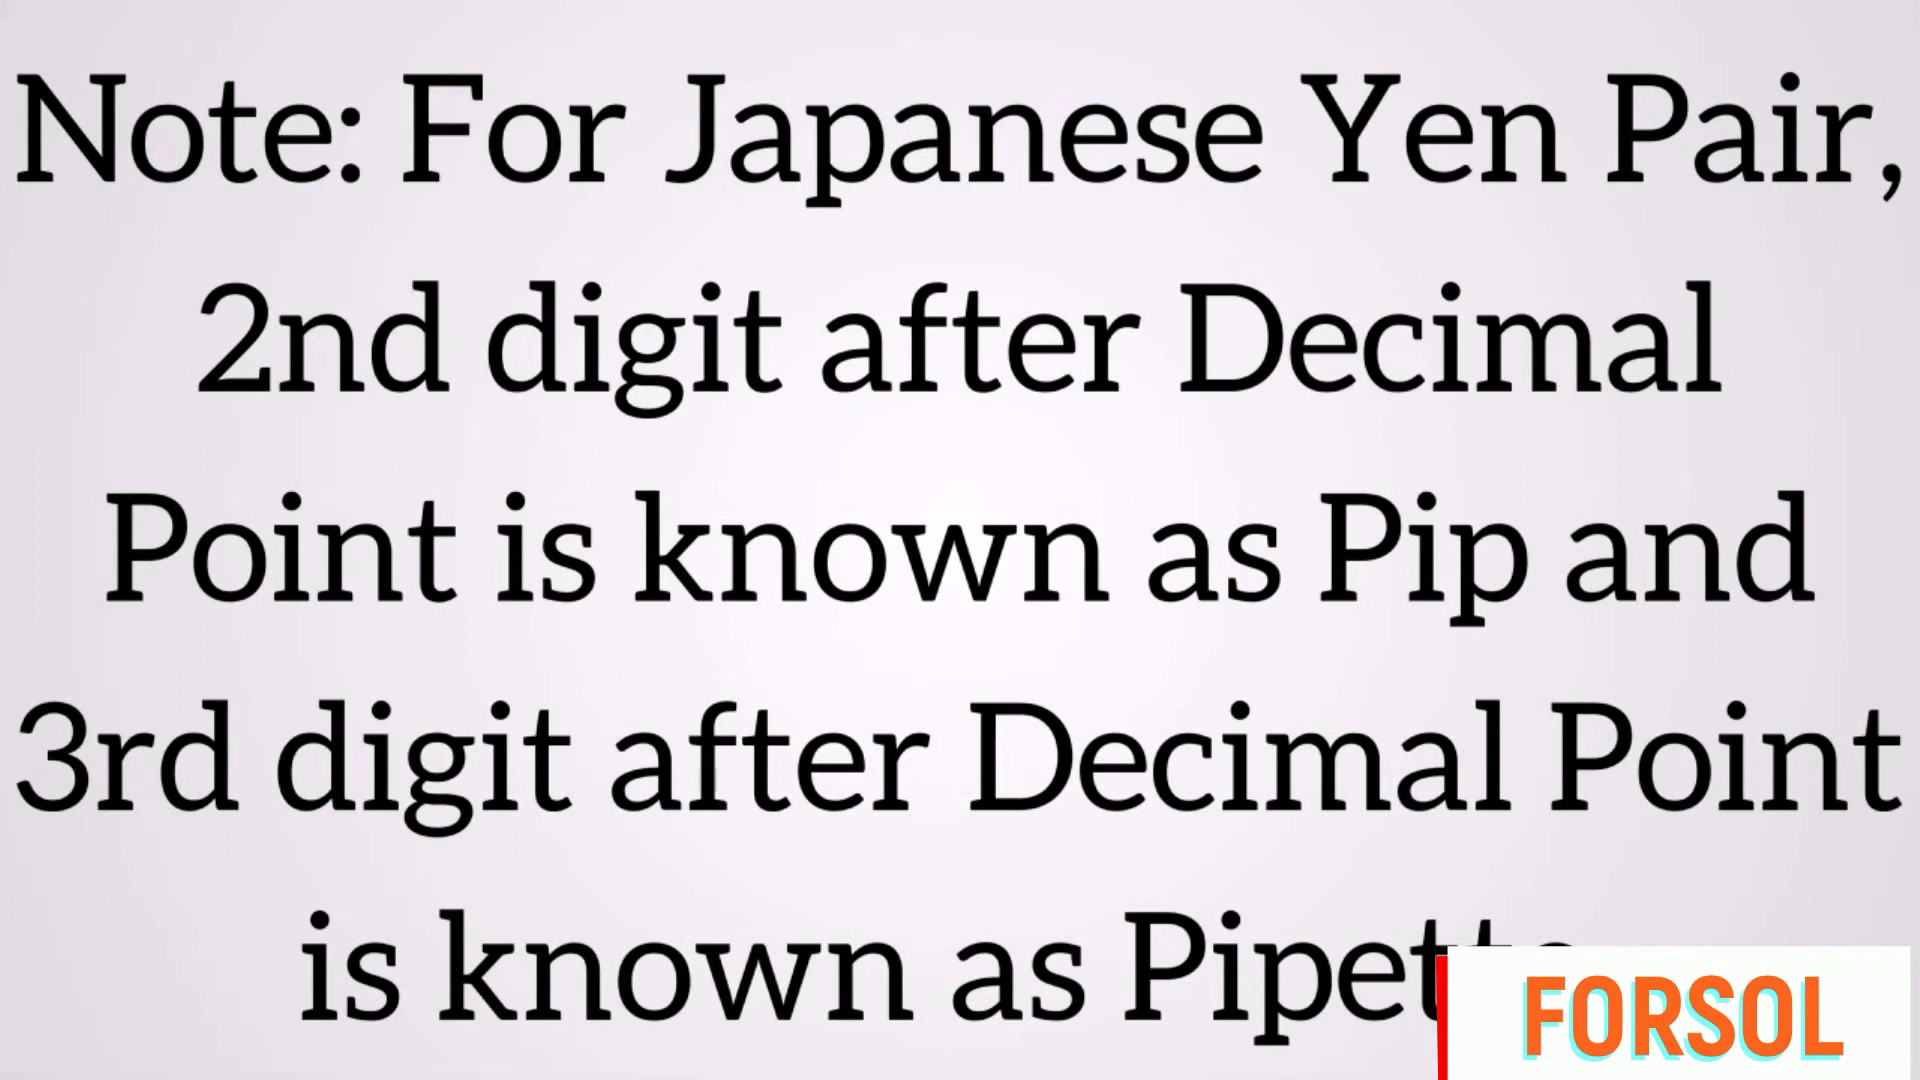 Note: For Japanese Yen Pair,
2nd digit after Decimal
Point is known as Pip and
3rd digit after Decimal Point
is known as
FORSOL